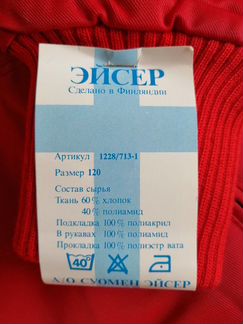 ЭЙСЕР
Сделано в Финляндии
Артикул 1228/713-1
Размер 120
Состав сырья
Ткань 60% хлопок
40% полиамид
Подкладка 100% полиакрил
В рукавах 100% полиамид
Прокладка 100% полиэстр вата
40°
А/О СУОМЕН ЭЙСЕР